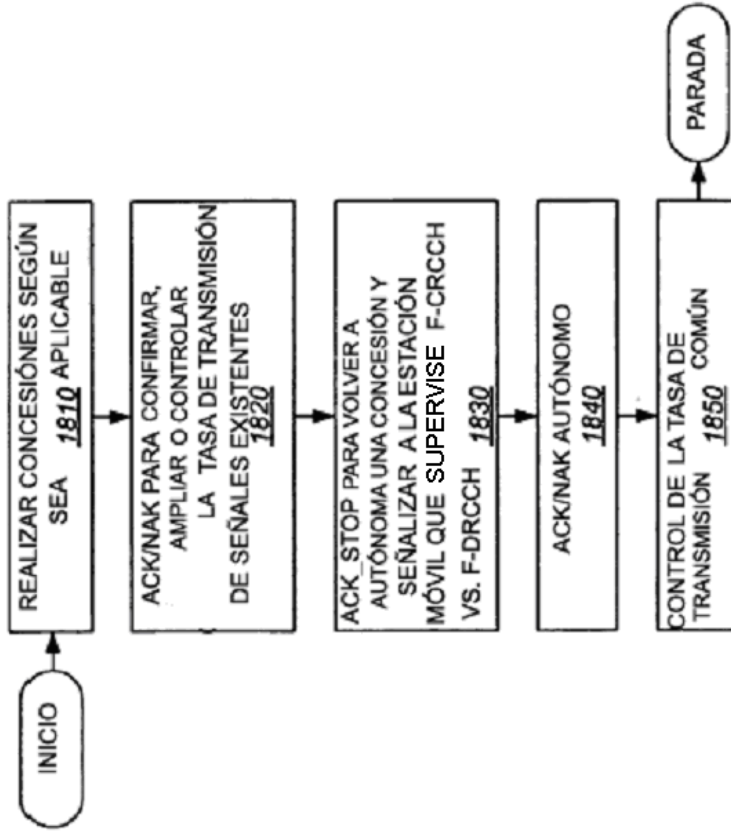 INICIO
REALIZAR CONCESIÓNES SEGÚN
SEA 1810 APLICABLE
ACK/NAK PARA CONFIRMAR,
AMPLIAR O CONTROLAR
LA TASA DE TRANSMISIÓN
DE SEÑALES EXISTENTES
1820
ACK_STOP PARA VOLVER A
AUTÓNOMA UNA CONCESIÓN Y
SEÑALIZAR A LA ESTACIÓN
MÓVIL QUE SUPERVISE F-CRCCH
VS. F-DRCCH 1830
ACK/NAK AUTÓNOMO
1840
CONTROL DE LA TASA DE
TRANSMISIÓN 1850 COMÚN
PARADA